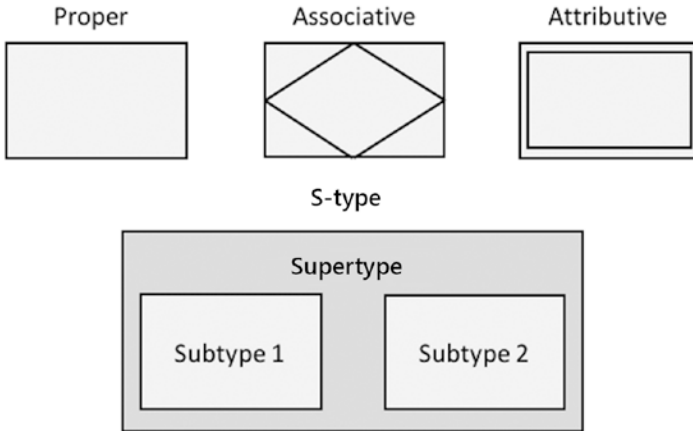 Proper Associative Attributive
S-type
Supertype
Subtype 1 Subtype 2